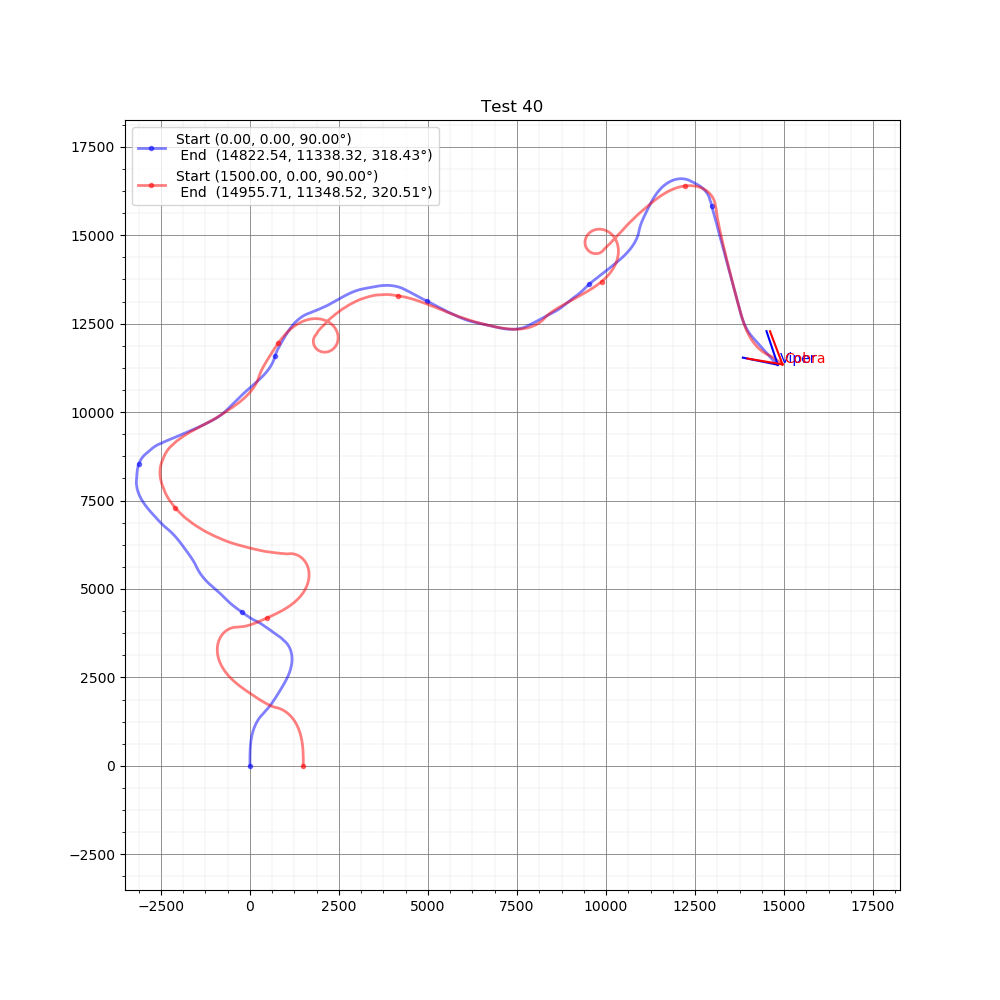 Test 40
Start (0.00, 0.00, 90.00°)
End (14822.54, 11338.32, 318.43°)
Start (1500.00, 0.00, 90.00°)
End (14955.71, 11348.52, 320.51°)
17500
15000
12500
10000
7500
5000
2500
0
−2500
Viper
Cobra
−2500 0 2500 5000 7500 10000 12500 15000 17500